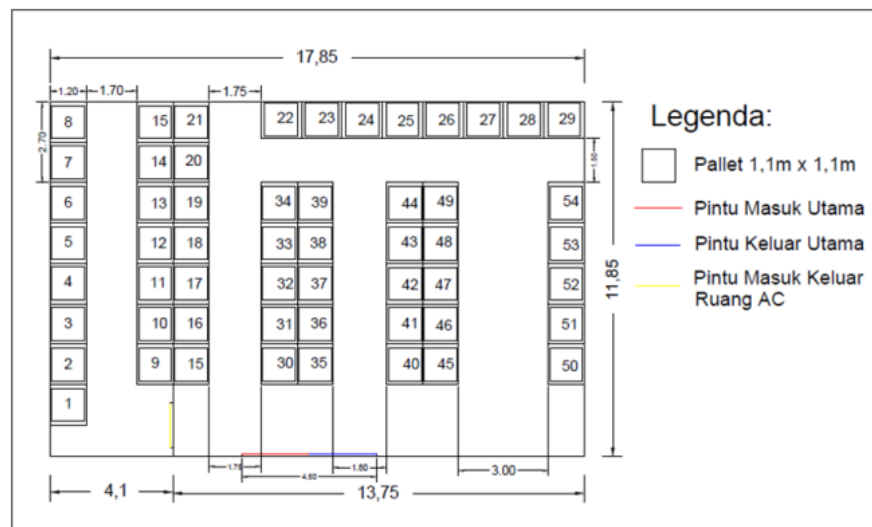 17,85
1.20 1.70 1.75
8 15 21 22 23 24 25 26 27 28 29
2.70
7 14 20
1.50
6 13 19 34 39 44 49 54
5 12 18 33 38 43 48 53
4 11 17 32 37 42 47 52
3 10 16 31 36 41 46 51
2 9 15 30 35 40 45 50
1
11,85
1.75 4.50 1.50 3.00
4,1 13,75
Legenda:
Pallet 1,1m x 1,1m
Pintu Masuk Utama
Pintu Keluar Utama
Pintu Masuk Keluar
Ruang AC